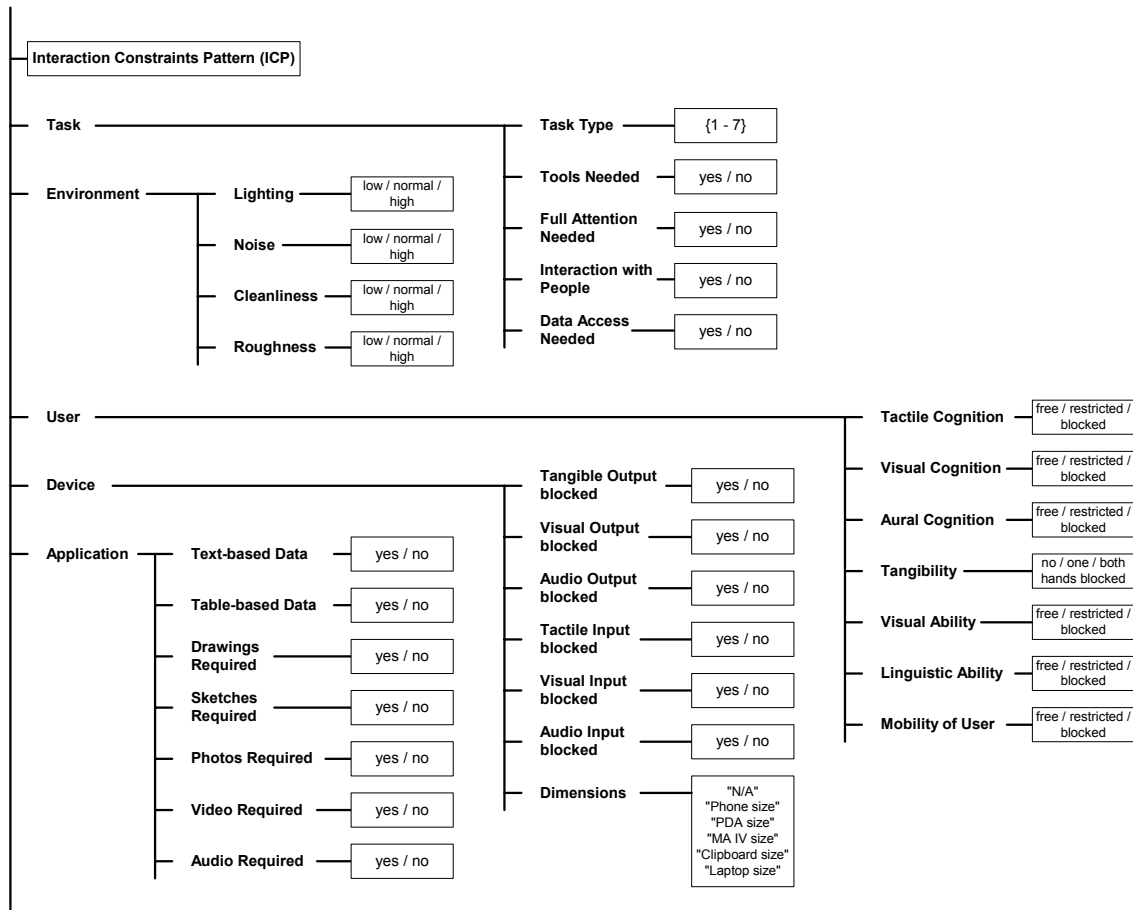 Interaction Constraints Pattern (ICP)
Task
Task Type
{1 - 7}
Tools Needed
yes / no
Full Attention
Needed
yes / no
Interaction with
People
yes / no
Data Access
Needed
yes / no
Environment
Lighting
low / normal /
high
Noise
low / normal /
high
Cleanliness
low / normal /
high
Roughness
low / normal /
high
User
Tactile Cognition
free / restricted /
blocked
Visual Cognition
free / restricted /
blocked
Aural Cognition
free / restricted /
blocked
Tangibility
no / one / both
hands blocked
Visual Ability
free / restricted /
blocked
Linguistic Ability
free / restricted /
blocked
Mobility of User
free / restricted /
blocked
Device
Tangible Output
blocked
yes / no
Visual Output
blocked
yes / no
Audio Output
blocked
yes / no
Tactile Input
blocked
yes / no
Visual Input
blocked
yes / no
Audio Input
blocked
yes / no
Dimensions
"N/A"
"Phone size"
"PDA size"
"MA IV size"
"Clipboard size"
"Laptop size"
Application
Text-based Data
yes / no
Table-based Data
yes / no
Drawings
Required
yes / no
Sketches
Required
yes / no
Photos Required
yes / no
Video Required
yes / no
Audio Required
yes / no